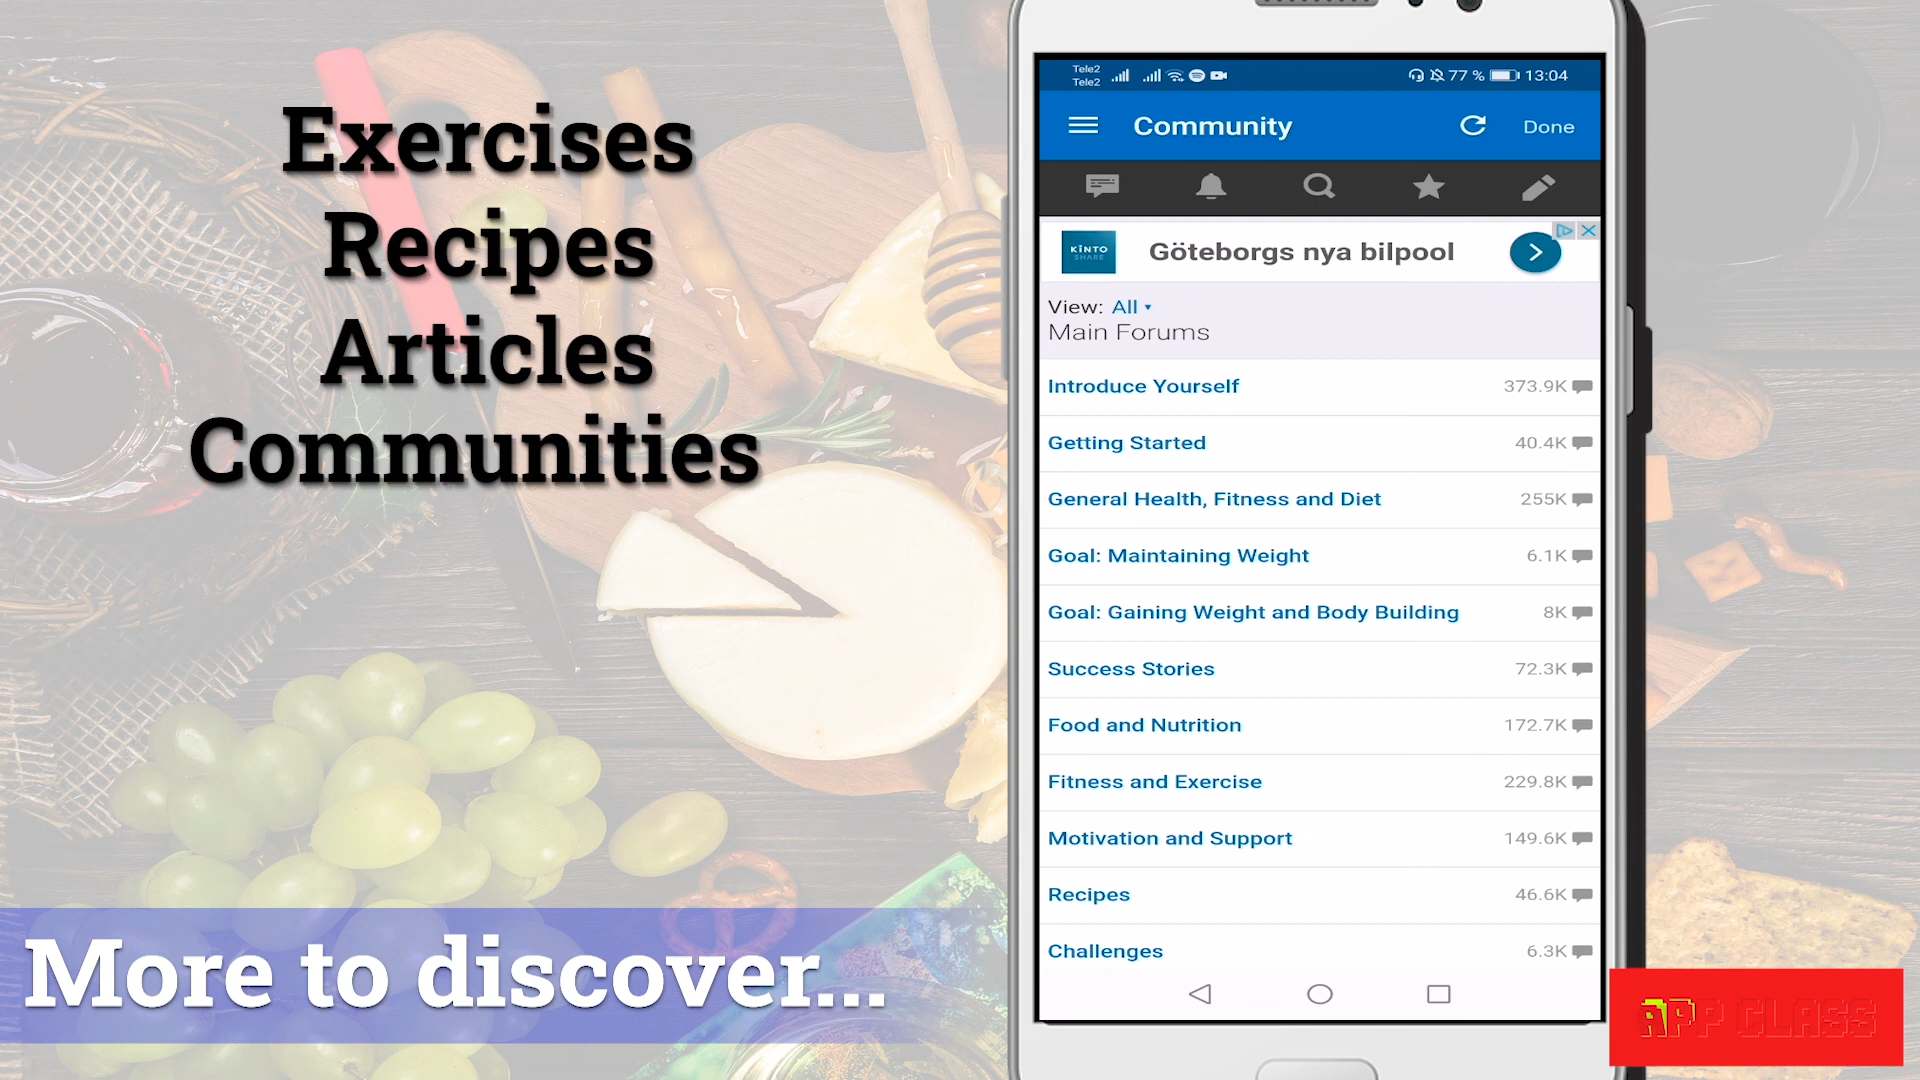 Exercises
Recipes
Articles
Communities
More to discover...
Tele2
Tele2
77 % 13:04
Community
Done
KINTO
SHARE
Göteborgs nya bilpool
View: All
Main Forums
Introduce Yourself 373.9K
Getting Started 40.4K
General Health, Fitness and Diet 255K
Goal: Maintaining Weight 6.1K
Goal: Gaining Weight and Body Building 8K
Success Stories 72.3K
Food and Nutrition 172.7K
Fitness and Exercise 229.8K
Motivation and Support 149.6K
Recipes 46.6K
Challenges 6.3K
APP CLASS